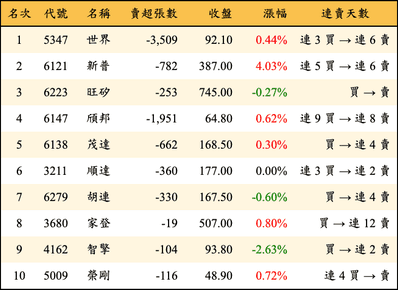 名次 代號 名稱 賣超張數 收盤 漲幅 連賣天數
1 5347 世界 -3,509 92.10 0.44% 連 3 買 → 連 6 賣
2 6121 新普 -782 387.00 4.03% 連 5 買 → 連 6 賣
3 6223 旺矽 -253 745.00 -0.27% 買 → 賣
4 6147 頎邦 -1,951 64.80 0.62% 連 9 買 → 連 8 賣
5 6138 茂達 -662 168.50 0.30% 買 → 連 4 賣
6 3211 順達 -360 177.00 0.00% 連 3 買 → 連 2 賣
7 6279 胡連 -330 167.50 -0.60% 買 → 連 4 賣
8 3680 家登 -19 507.00 0.80% 買 → 連 12 賣
9 4162 智擎 -104 93.80 -2.63% 買 → 連 2 賣
10 5009 榮剛 -116 48.90 0.72% 連 4 買 → 賣